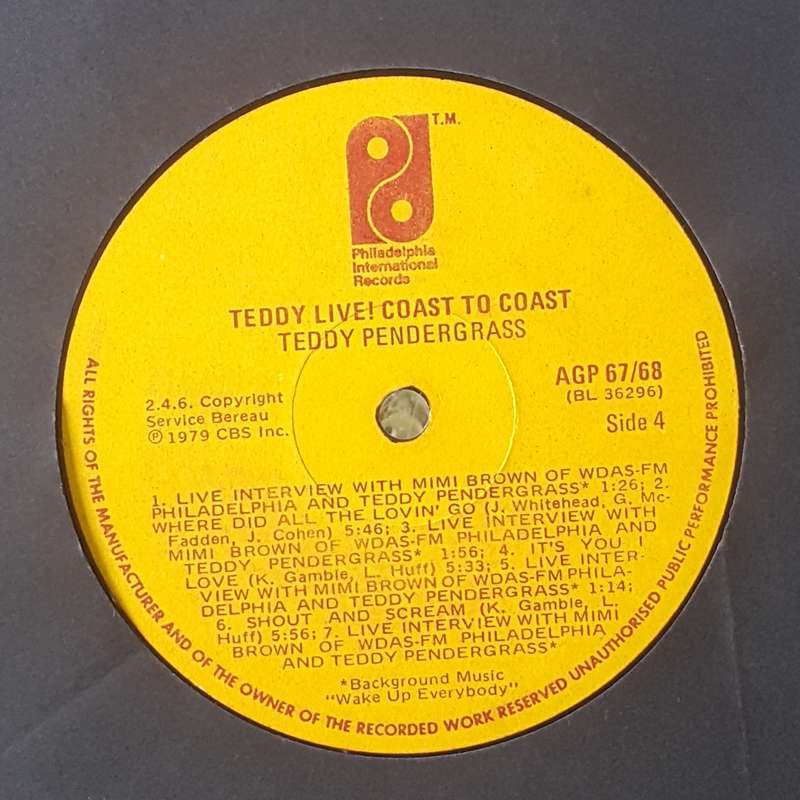 T.M.
Philadelphia
International
Records
TEDDY LIVE! COAST TO COAST
TEDDY PENDERGRASS
2.4.6. Copyright
Service Bereau
Ⓟ 1979 CBS Inc.
AGP 67/68
(BL 36296)
Side 4
1. LIVE INTERVIEW WITH MIMI BROWN OF WDAS-FM
PHILADELPHIA AND TEDDY PENDERGRASS* 1:26; 2.
WHERE DID ALL THE LOVIN' GO (J. Whitehead, G. Mc-
Fadden, J. Cohen) 5:46; 3. LIVE INTERVIEW WITH
MIMI BROWN OF WDAS-FM PHILADELPHIA AND
TEDDY PENDERGRASS* 1:56; 4. IT'S YOU I
LOVE (K. Gamble, L. Huff) 5:33; 5. LIVE INTER-
VIEW WITH MIMI BROWN OF WDAS-FM PHILA-
DELPHIA AND TEDDY PENDERGRASS* 1:14;
6. SHOUT AND SCREAM (K. Gamble, L.
Huff) 5:56; 7. LIVE INTERVIEW WITH MIMI
BROWN OF WDAS-FM PHILADELPHIA
AND TEDDY PENDERGRASS*
*Background Music
"Wake Up Everybody"
ALL RIGHTS OF THE MANUFACTURER AND OF THE OWNER OF THE RECORDED WORK RESERVED UNAUTHORISED PUBLIC PERFORMANCE PROHIBITED